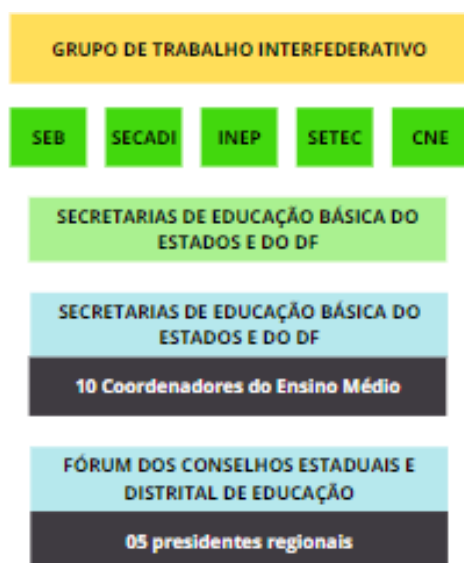 GRUPO DE TRABALHO INTERFEDERATIVO
SEB SECADI INEP SETEC CNE
SECRETARIAS DE EDUCAÇÃO BÁSICA DO
ESTADOS E DO DF
SECRETARIAS DE EDUCAÇÃO BÁSICA DO
ESTADOS E DO DF
10 Coordenadores do Ensino Médio
FÓRUM DOS CONSELHOS ESTADUAIS E
DISTRITAL DE EDUCAÇÃO
05 presidentes regionais